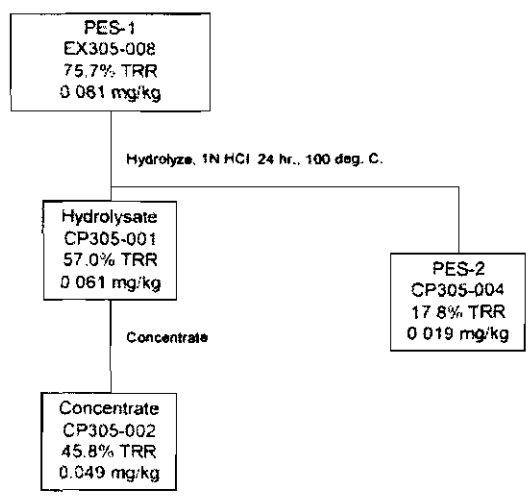 PES-1
EX305-008
75.7% TRR
0 081 mg/kg
Hydrolyze, 1N HCl 24 hr., 100 deg. C.
Hydrolysate
CP305-001
57.0% TRR
0 061 mg/kg
PES-2
CP305-004
17 8% TRR
0 019 mg/kg
Concentrate
Concentrate
CP305-002
45.8% TRR
0.049 mg/kg